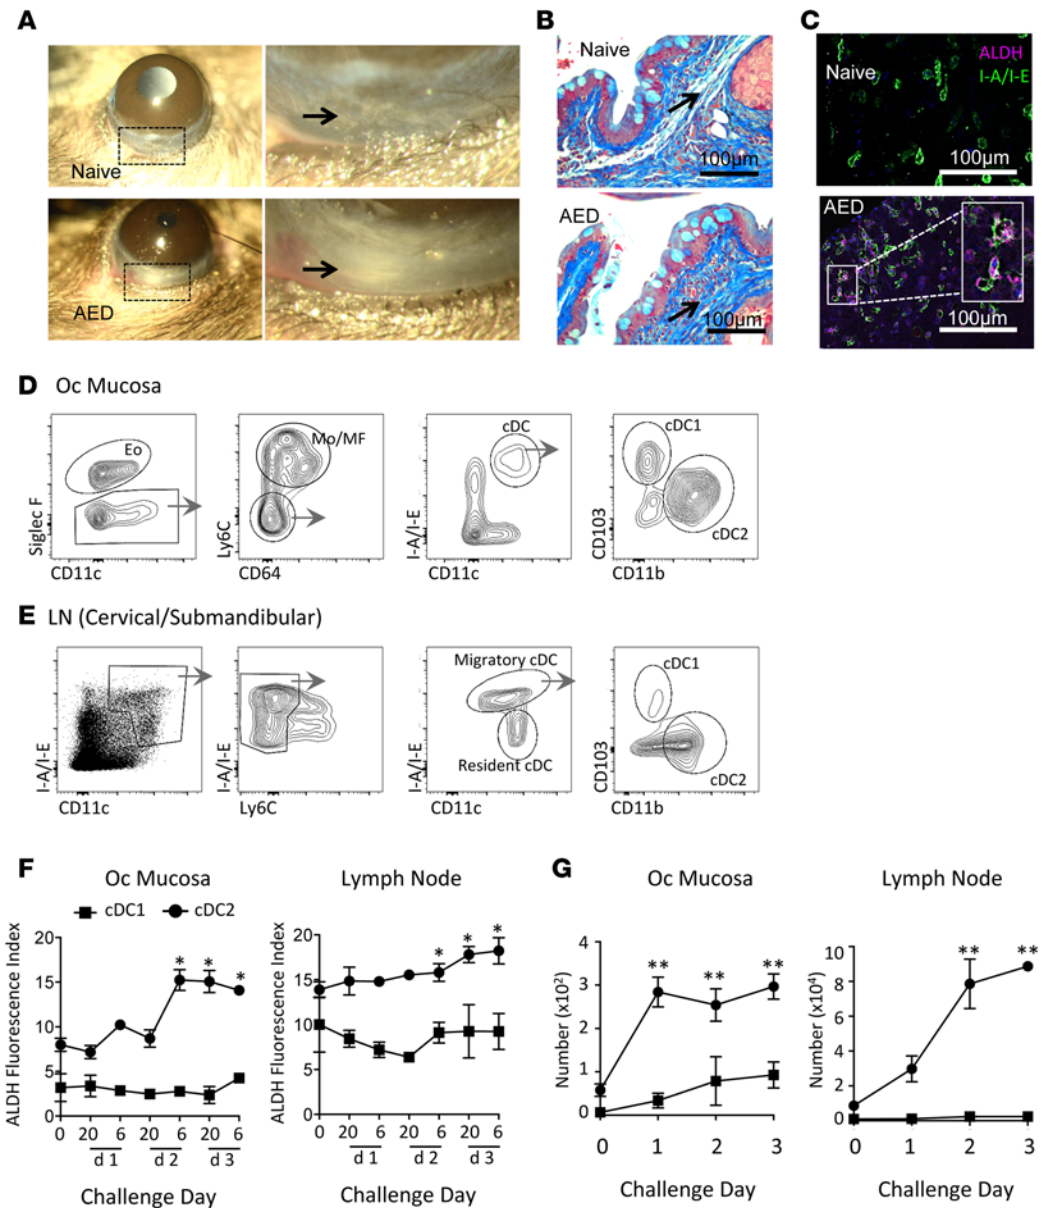 A
Naive
AED
B
Naive
100µm
AED
100µm
C
ALDH
Naive I-A/I-E
100µm
AED
100µm
D Oc Mucosa
Siglec F
Eo
CD11c
Ly6C
Mo/MF
CD64
I-A/I-E
cDC
CD11c
CD103
cDC1
cDC2
CD11b
E LN (Cervical/Submandibular)
I-A/I-E
CD11c
I-A/I-E
Ly6C
I-A/I-E
Migratory cDC
Resident cDC
CD11c
CD103
cDC1
cDC2
CD11b
F
Oc Mucosa
cDC1 cDC2
ALDH Fluorescence Index
20
15
10
5
0
* * *
0 20 6 20 6 20 6
d 1 d 2 d 3
Challenge Day
Lymph Node
ALDH Fluorescence Index
20
15
10
5
0
* * *
0 20 6 20 6 20 6
d 1 d 2 d 3
Challenge Day
G
Oc Mucosa
Number (x10²)
4
3
2
1
0
** ** **
0 1 2 3
Challenge Day
Lymph Node
Number (x10⁴)
10
8
6
4
2
0
** **
0 1 2 3
Challenge Day